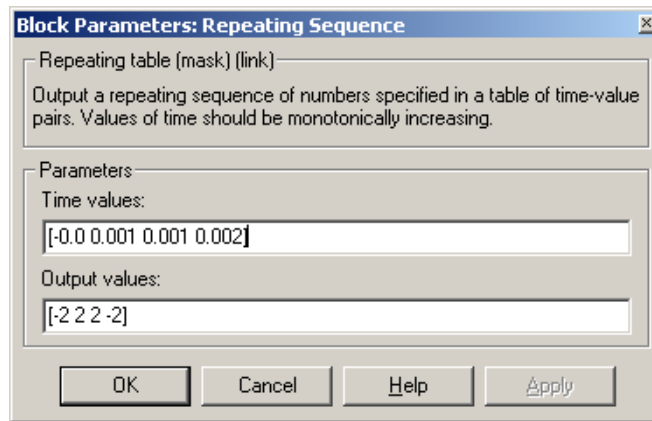 Block Parameters: Repeating Sequence
Repeating table (mask) (link)
Output a repeating sequence of numbers specified in a table of time-value
pairs. Values of time should be monotonically increasing.
Parameters
Time values:
[-0.0 0.001 0.001 0.002]
Output values:
[-2 2 2 -2]
OK Cancel Help Apply